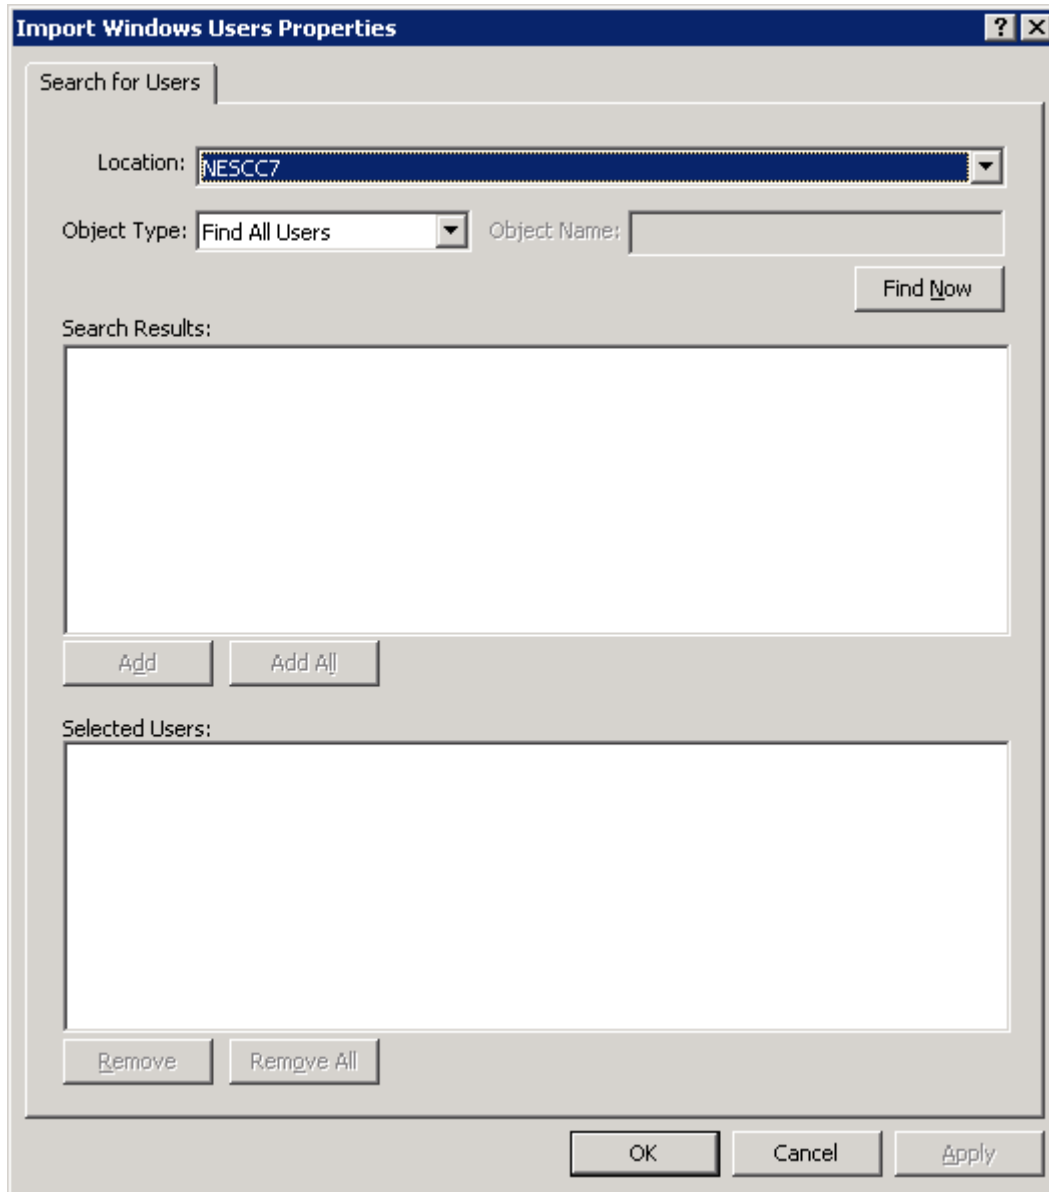 Import Windows Users Properties
Search for Users
Location: NESCC7
Object Type: Find All Users Object Name:
Find Now
Search Results:
Add Add All
Selected Users:
Remove Remove All
OK Cancel Apply